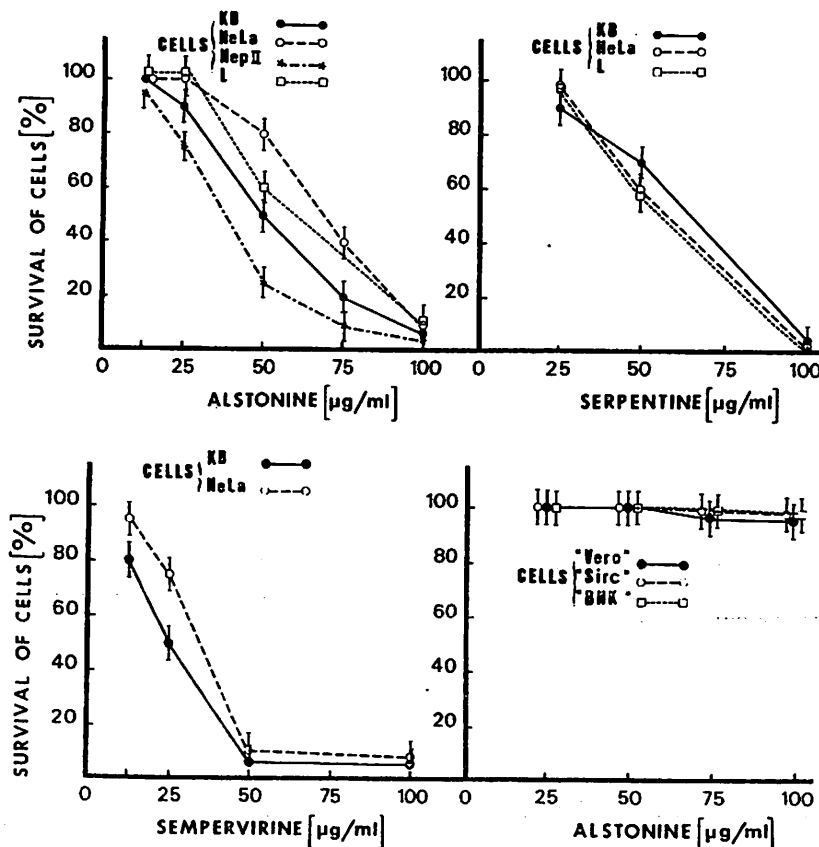 CELLS
KB
HeLa
Hep II
L
SURVIVAL OF CELLS [%]
100
80
60
40
20
0 25 50 75 100
ALSTONINE [µg/ml]
CELLS
KB
HeLa
L
100
80
60
40
20
0 25 50 75 100
SERPENTINE [µg/ml]
CELLS
KB
HeLa
SURVIVAL OF CELLS [%]
100
80
60
40
20
0 25 50 75 100
SEMPERVIRINE [µg/ml]
100
80
60
40
20
CELLS
"Vero"
"Sirc"
"BHK"
0 25 50 75 100
ALSTONINE [µg/ml]